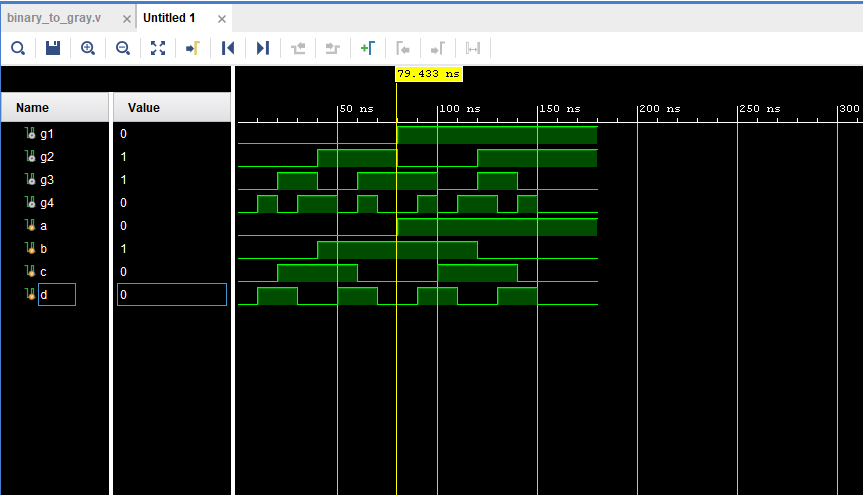 binary_to_gray.v × Untitled 1 ×
79.433 ns
Name Value
50 ns 100 ns 150 ns 200 ns 250 ns 300
g1 0
g2 1
g3 1
g4 0
a 0
b 1
c 0
d 0